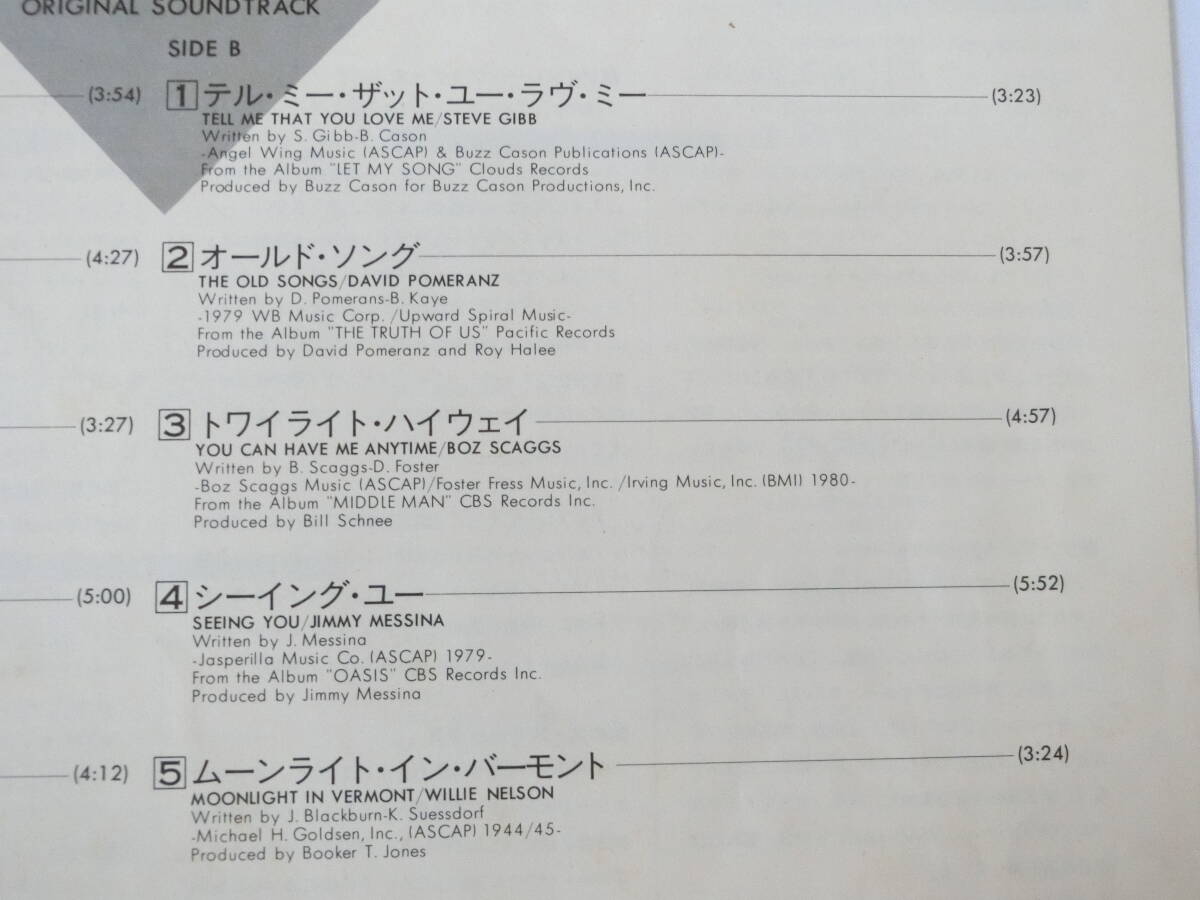 ORIGINAL SOUNDTRACK
SIDE B
(3:54)
1 テル・ミー・ザット・ユー・ラヴ・ミー (3:23)
TELL ME THAT YOU LOVE ME/STEVE GIBB
Written by S. Gibb-B. Cason
-Angel Wing Music (ASCAP) & Buzz Cason Publications (ASCAP)-
From the Album "LET MY SONG" Clouds Records
Produced by Buzz Cason for Buzz Cason Productions, Inc.
(4:27)
2 オールド・ソング (3:57)
THE OLD SONGS/DAVID POMERANZ
Written by D. Pomerans-B. Kaye
-1979 WB Music Corp. /Upward Spiral Music-
From the Album "THE TRUTH OF US" Pacific Records
Produced by David Pomeranz and Roy Halee
(3:27)
3 トワイライト・ハイウェイ (4:57)
YOU CAN HAVE ME ANYTIME/BOZ SCAGGS
Written by B. Scaggs-D. Foster
-Boz Scaggs Music (ASCAP)/Foster Fress Music, Inc. /Irving Music, Inc. (BMI) 1980-
From the Album "MIDDLE MAN" CBS Records Inc.
Produced by Bill Schnee
(5:00)
4 シーイング・ユー (5:52)
SEEING YOU/JIMMY MESSINA
Written by J. Messina
-Jasperilla Music Co. (ASCAP) 1979-
From the Album "OASIS" CBS Records Inc.
Produced by Jimmy Messina
(4:12)
5 ムーンライト・イン・バーモント (3:24)
MOONLIGHT IN VERMONT/WILLIE NELSON
Written by J. Blackburn-K. Suessdorf
-Michael H. Goldsen, Inc., (ASCAP) 1944/45-
Produced by Booker T. Jones